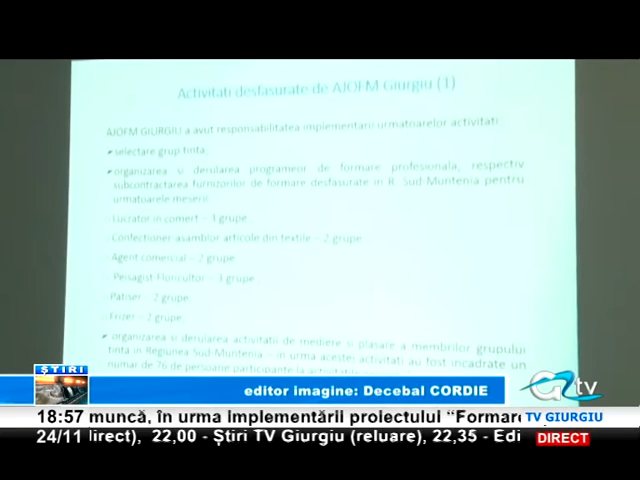 Activitati desfasurate de AJOFM Giurgiu (1)
AJOFM GIURGIU a avut responsabilitatea implementarii urmatoarelor activitati:
selectare grup tinta;
organizarea si derularea programelor de formare profesionala, respectiv
subcontractarea furnizorilor de formare desfasurate in R. Sud-Muntenia pentru
urmatoarele meserii:
Lucrator in comert – 3 grupe;
Confectioner asamblor articole din textile – 2 grupe
Agent comercial – 2 grupe
Peisagist-Floricultor – 3 grupe;
Patiser – 2 grupe
Frizer – 2 grupe;
organizarea si derularea activitatii de mediere si plasare a membrilor grupului
tinta in Regiunea Sud-Muntenia – in urma acestei activitati au fost incadrate un
numar de 76 de persoane participante la
ȘTIRI
editor imagine: Decebal CORDIE
tv
18:57 muncă, în urma implementării proiectului “Formare TV GIURGIU
24/11 direct), 22,00 - Știri TV Giurgiu (reluare), 22,35 - Edi DIRECT